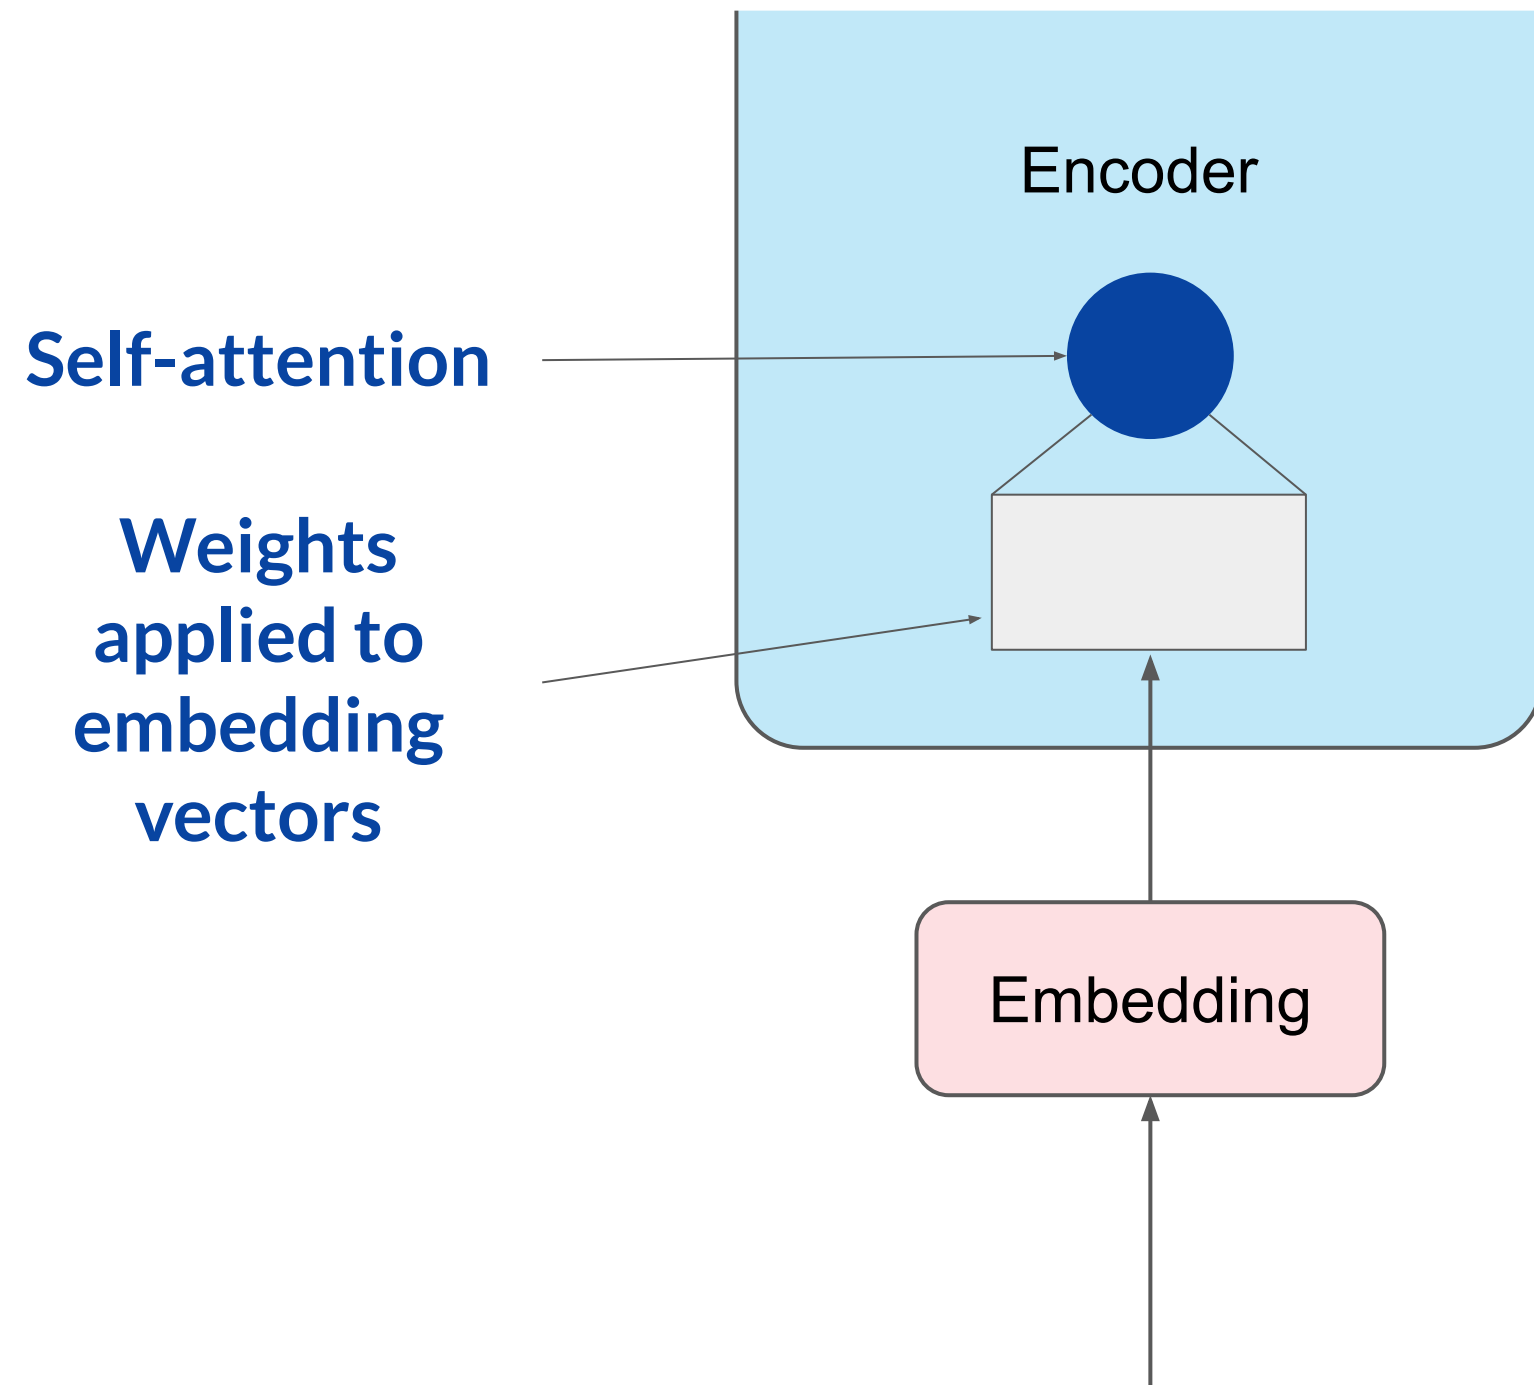 Encoder
Self-attention
Weights
applied to
embedding
vectors
Embedding